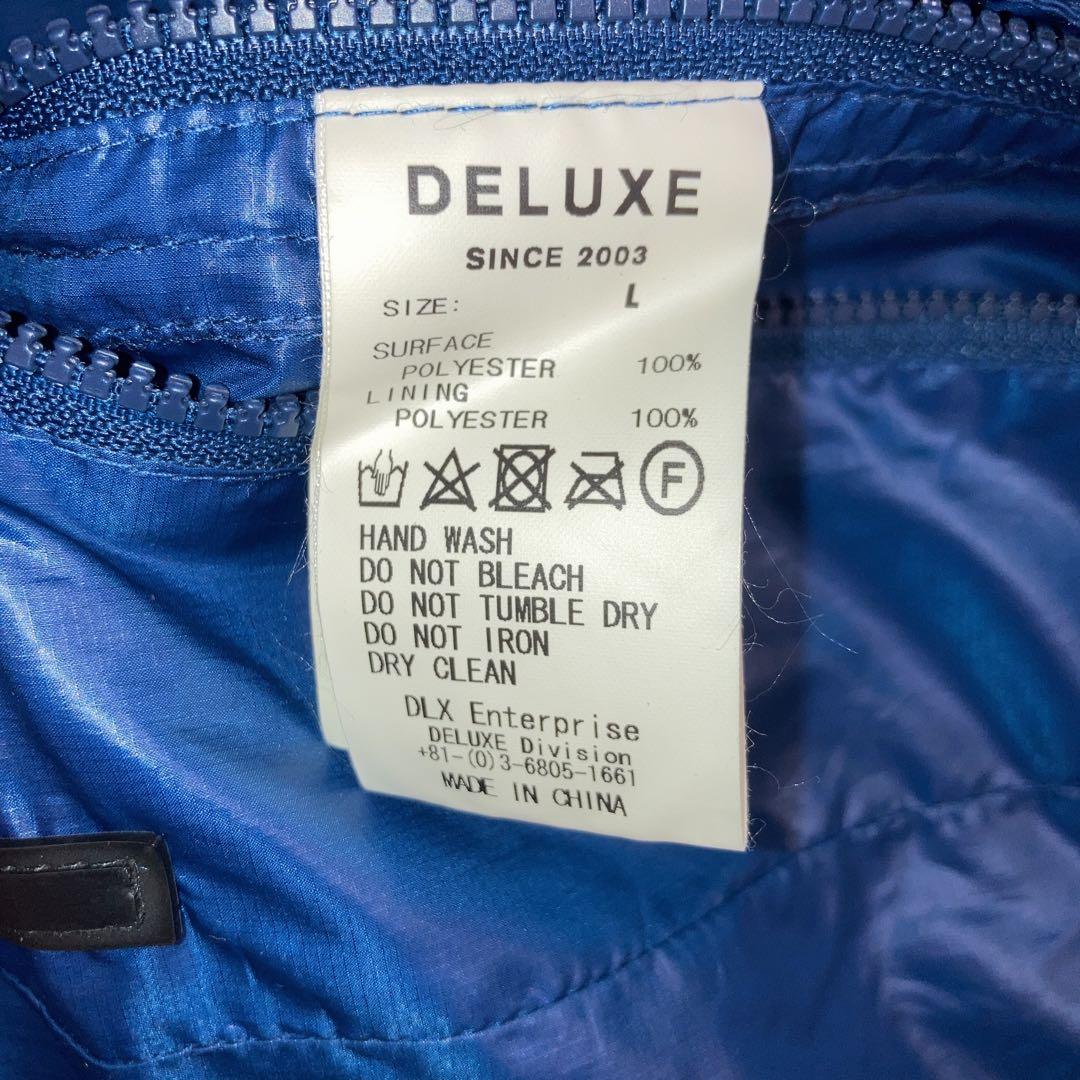 DELUXE
SINCE 2003
SIZE: L
SURFACE
POLYESTER 100%
LINING
POLYESTER 100%
F
HAND WASH
DO NOT BLEACH
DO NOT TUMBLE DRY
DO NOT IRON
DRY CLEAN
DLX Enterprise
DELUXE Division
+81-(0)3-6805-1661
MADE IN CHINA